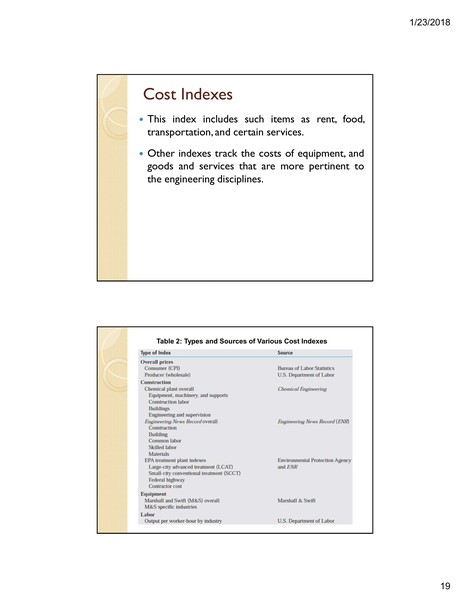 1/23/2018
Cost Indexes
This index includes such items as rent, food,
transportation, and certain services.
Other indexes track the costs of equipment, and
goods and services that are more pertinent to
the engineering disciplines.
Table 2: Types and Sources of Various Cost Indexes
Type of Index Source
Overall prices
Consumer (CPI) Bureau of Labor Statistics
Producer (wholesale) U.S. Department of Labor
Construction
Chemical plant overall Chemical Engineering
Equipment, machinery, and supports
Construction labor
Buildings
Engineering and supervision
Engineering News Record overall Engineering News Record (ENR)
Construction
Building
Common labor
Skilled labor
Materials
EPA treatment plant indexes Environmental Protection Agency
Large-city advanced treatment (LCAT) and ENR
Small-city conventional treatment (SCCT)
Federal highway
Contractor cost
Equipment
Marshall and Swift (M&S) overall Marshall & Swift
M&S specific industries
Labor
Output per worker-hour by industry U.S. Department of Labor
19